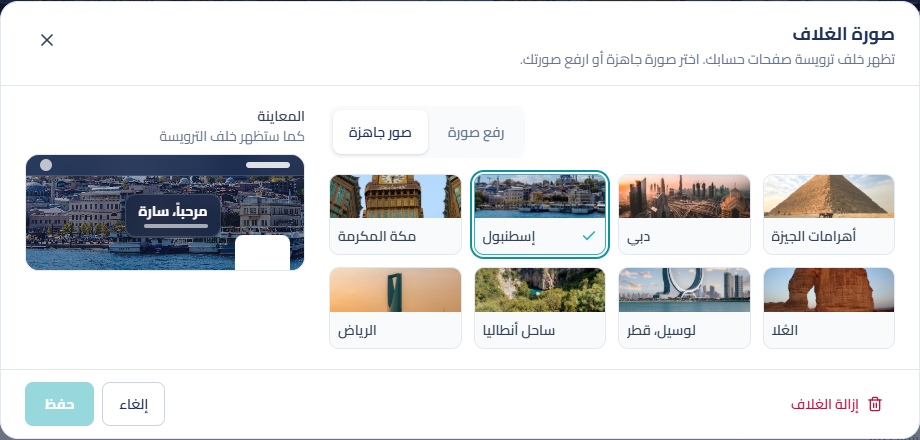 صورة الغلاف
تظهر خلف ترويسة صفحات حسابك. اختر صورة جاهزة أو ارفع صورتك.
رفع صورة
صور جاهزة
أهرامات الجيزة
دبي
إسطنبول
مكة المكرمة
العُلا
لوسيل، قطر
ساحل أنطاليا
الرياض
المعاينة
كما ستظهر خلف الترويسة
مرحباً، سارة
إزالة الغلاف
إلغاء
حفظ